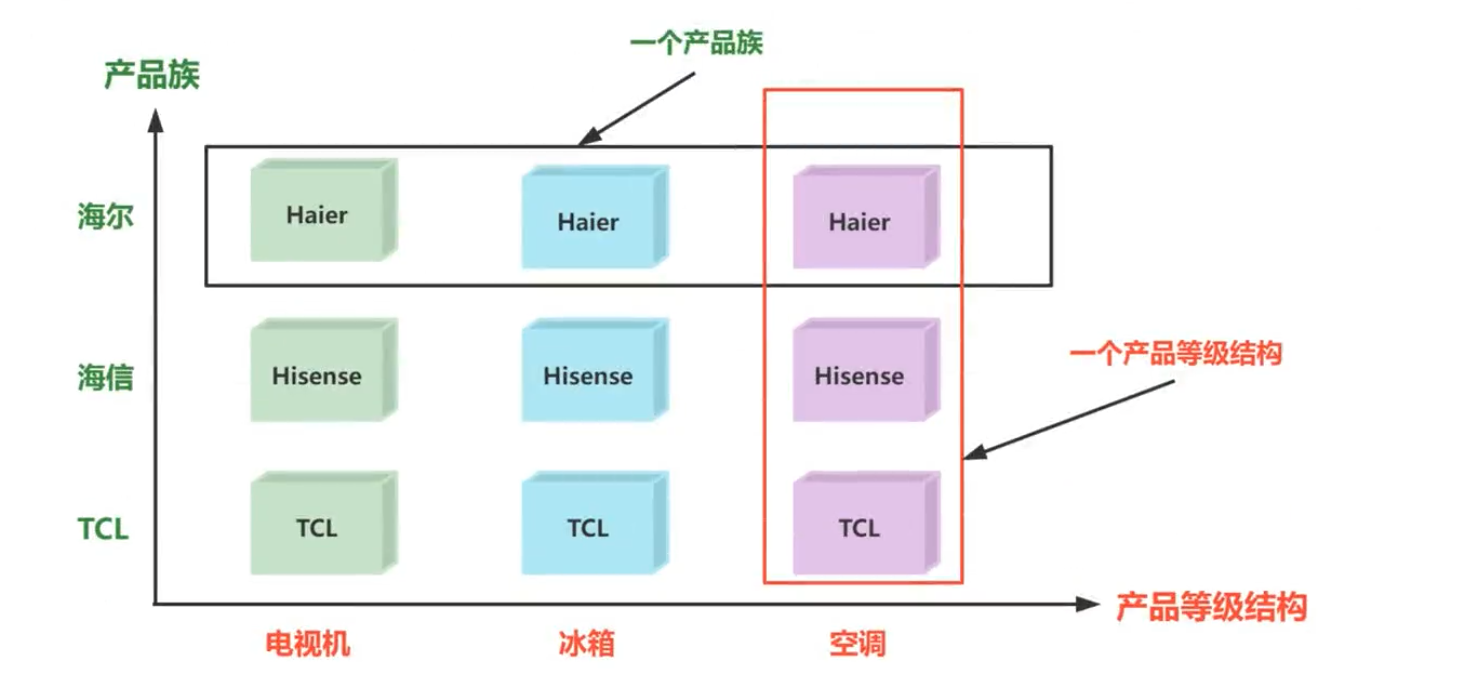 一个产品族
产品族
海尔
Haier
Haier
Haier
海信
Hisense
Hisense
Hisense
一个产品等级结构
TCL
TCL
TCL
TCL
产品等级结构
电视机
冰箱
空调